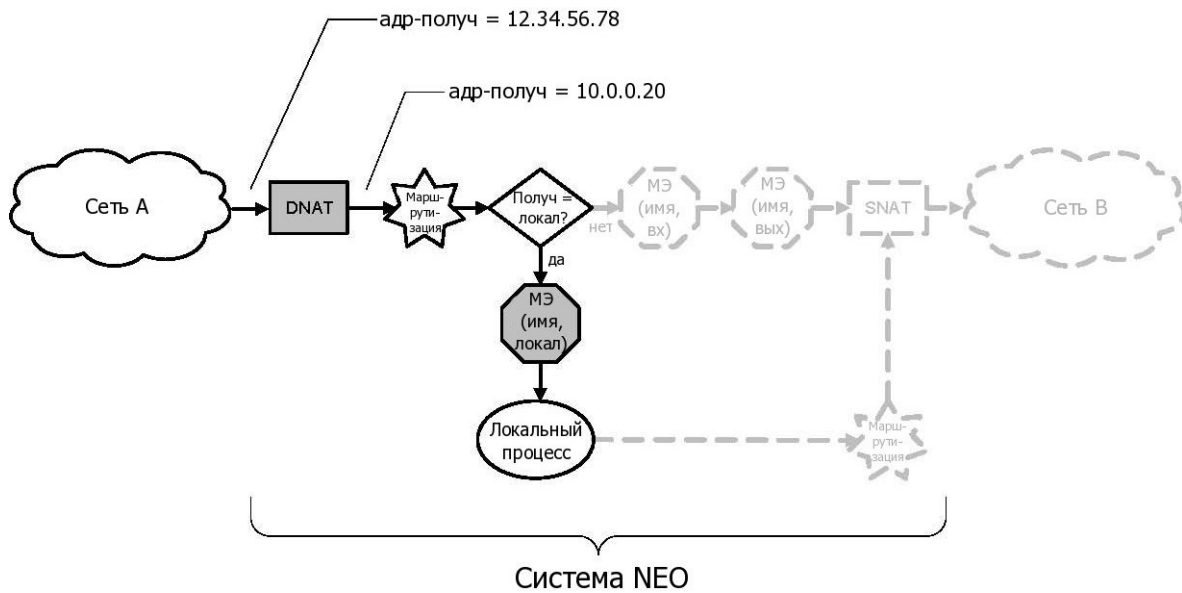 адр-получ = 12.34.56.78
адр-получ = 10.0.0.20
Сеть А
DNAT
Марш-
рути-
зация
Получ =
локал?
нет
да
МЭ
(имя,
вх)
МЭ
(имя,
вых)
SNAT
Сеть В
МЭ
(имя,
локал)
Локальный
процесс
Марш-
рути-
зация
Система NEO